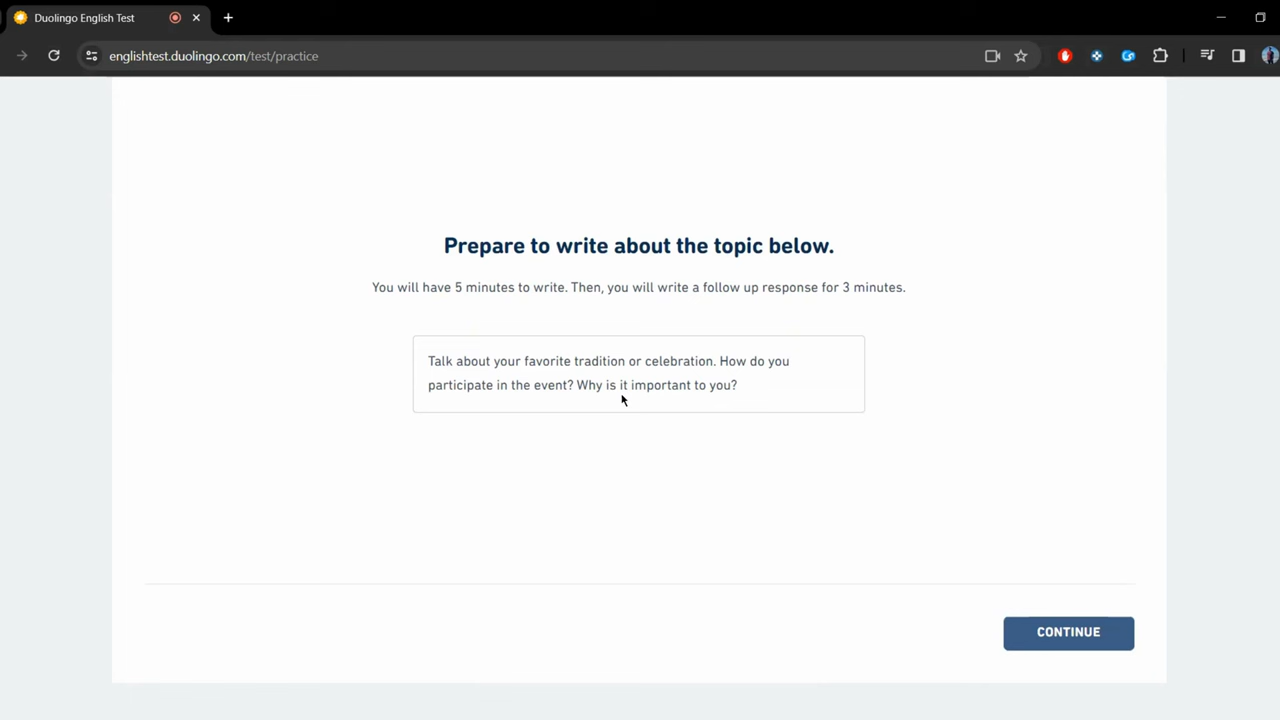 Duolingo English Test
englishtest.duolingo.com/test/practice
Prepare to write about the topic below.
You will have 5 minutes to write. Then, you will write a follow up response for 3 minutes.
Talk about your favorite tradition or celebration. How do you
participate in the event? Why is it important to you?
CONTINUE